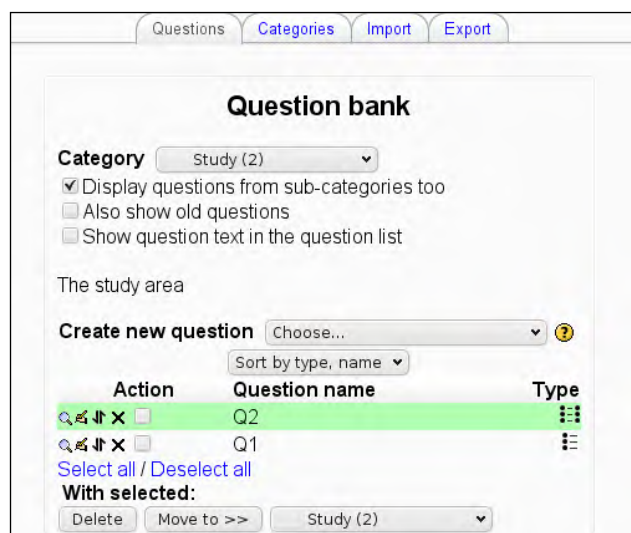 Questions Categories Import Export
Question bank
Category Study (2)
Display questions from sub-categories too
Also show old questions
Show question text in the question list
The study area
Create new question Choose... ?
Sort by type, name
Action Question name Type
Q2
Q1
Select all / Deselect all
With selected:
Delete Move to >> Study (2)